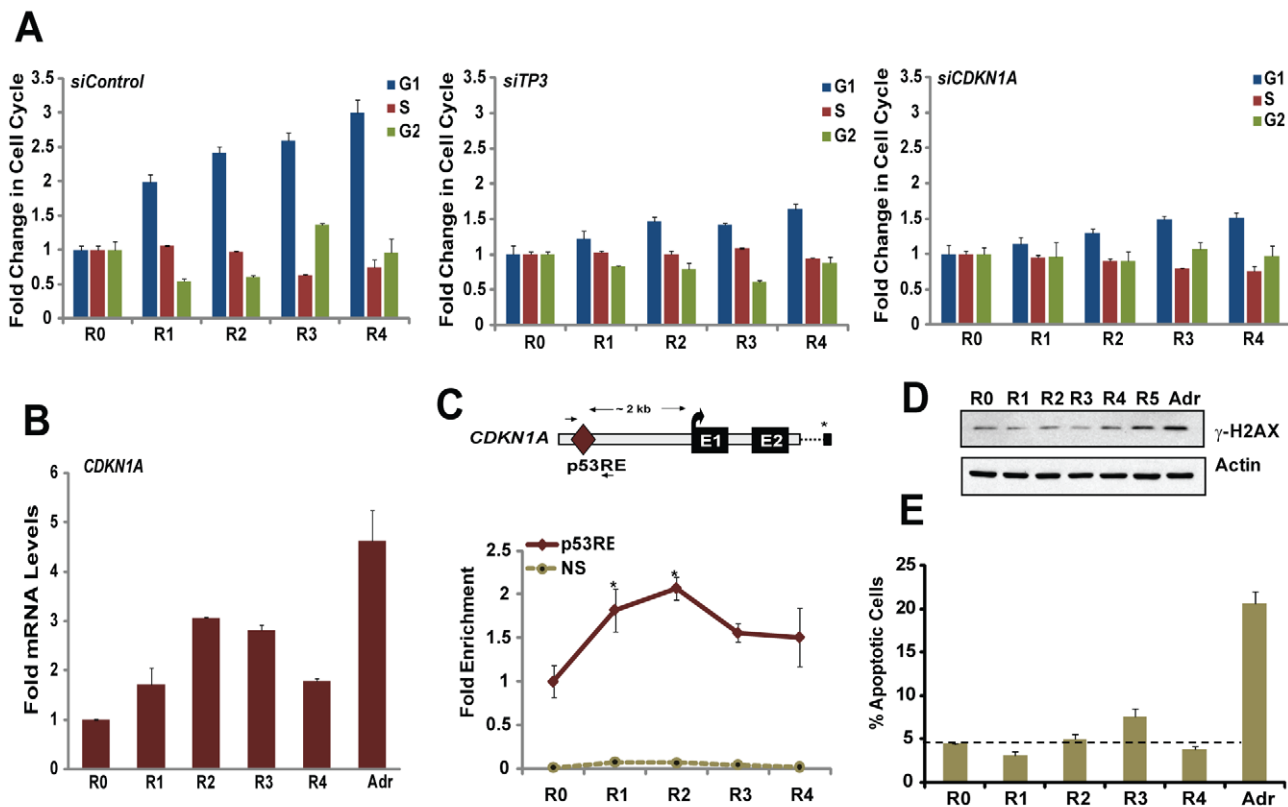 A
siControl
G1
S
G2
Fold Change in Cell Cycle
3.5
3
2.5
2
1.5
1
0.5
0
R0 R1 R2 R3 R4
siTP3
G1
S
G2
Fold Change in Cell Cycle
3.5
3
2.5
2
1.5
1
0.5
0
R0 R1 R2 R3 R4
siCDKN1A
G1
S
G2
Fold Change in Cell Cycle
3.5
3
2.5
2
1.5
1
0.5
0
R0 R1 R2 R3 R4
B
CDKN1A
Fold mRNA Levels
6
5
4
3
2
1
0
R0 R1 R2 R3 R4 Adr
C
~ 2 kb
CDKN1A
E1 E2 *
p53RE
p53RE
NS
Fold Enrichment
2.5
2
1.5
1
0.5
0
* *
R0 R1 R2 R3 R4
D
R0 R1 R2 R3 R4 R5 Adr
γ-H2AX
Actin
E
% Apoptotic Cells
25
20
15
10
5
0
R0 R1 R2 R3 R4 Adr